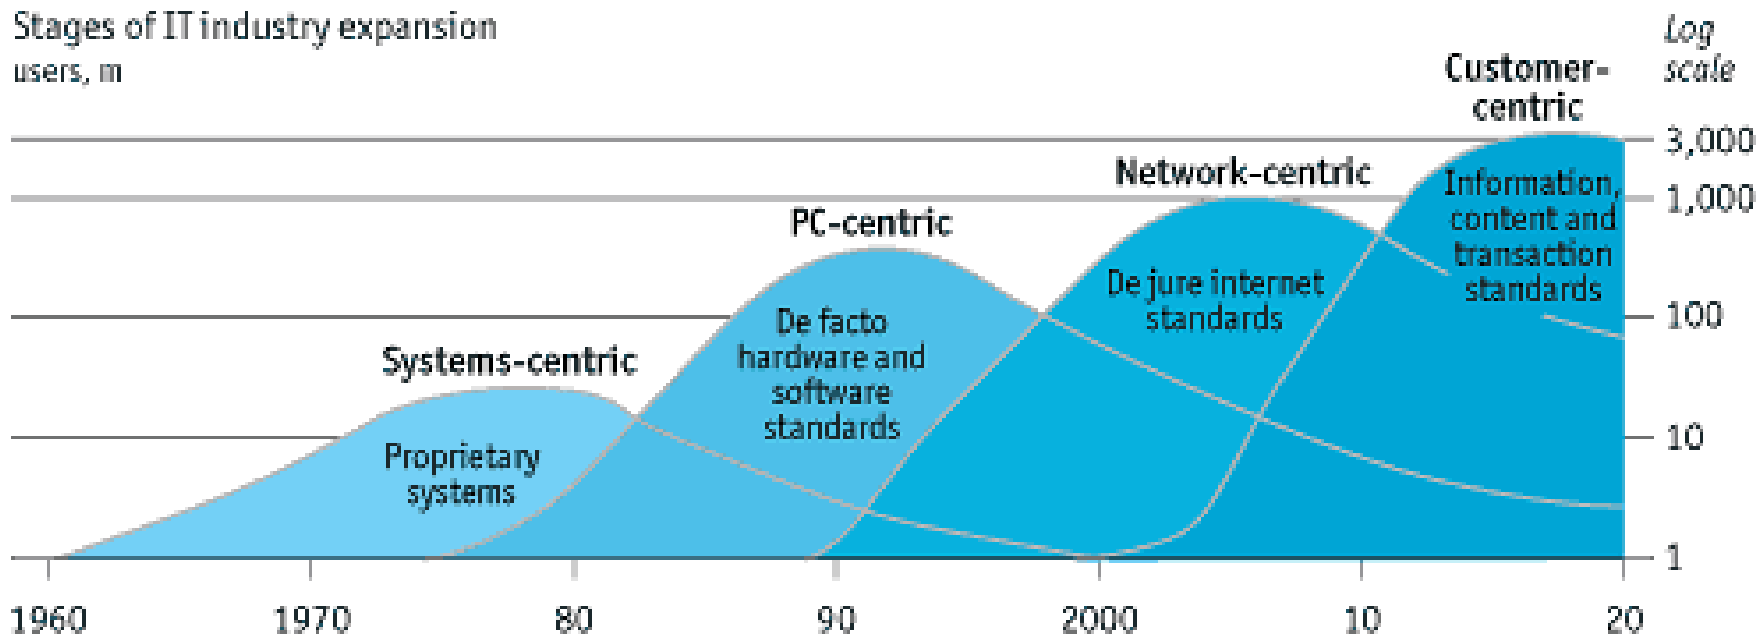 Stages of IT industry expansion
users, m
Log
scale
Customer-
centric
3,000
Network-centric
Information,
1,000
content and
PC-centric
transaction
De jure internet
standards
standards
De facto
100
hardware and
Systems-centric
software
standards
10
Proprietary
systems
1
1960
1970
80
90
2000
10
20